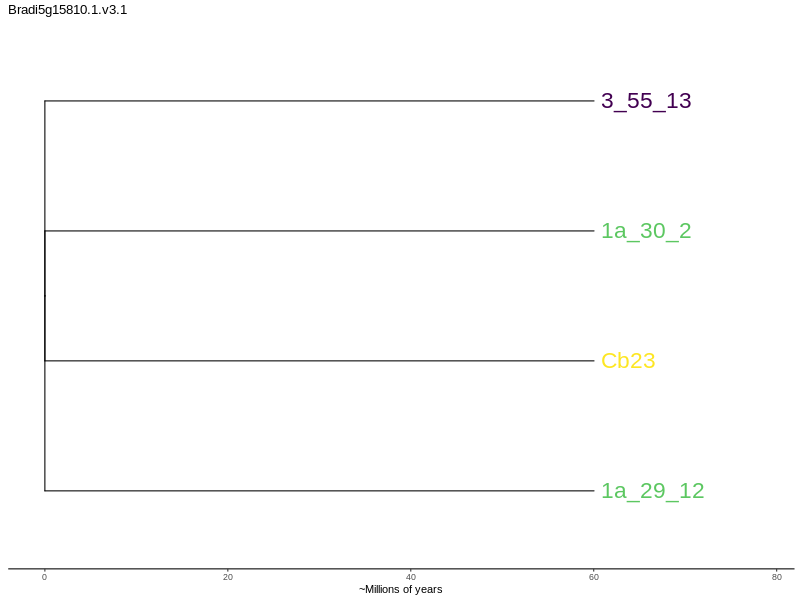 Bradi5g15810.1.v3.1
3_55_13
1a_30_2
Cb23
1a_29_12
0 20 40 60 80
~Millions of years